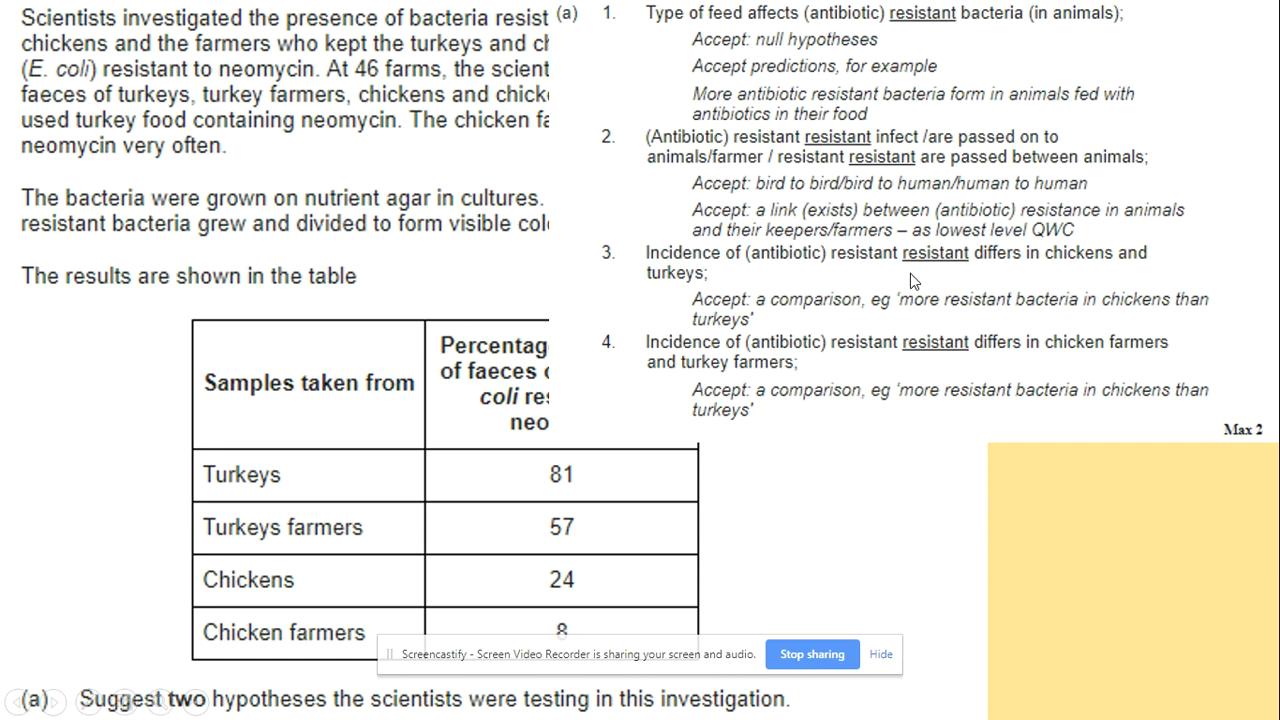 Scientists investigated the presence of bacteria resist
chickens and the farmers who kept the turkeys and
(E. coli) resistant to neomycin. At 46 farms, the scient
faeces of turkeys, turkey farmers, chickens and
used turkey food containing neomycin. The chicken
neomycin very often.
The bacteria were grown on nutrient agar in cultures.
resistant bacteria grew and divided to form visible
The results are shown in the table
Samples taken from
Percentag
of faeces
coli
neo
Turkeys 81
Turkeys farmers 57
Chickens 24
Chicken farmers 8
(a) Suggest two hypotheses the scientists were testing in this investigation.
(a) 1. Type of feed affects (antibiotic) resistant bacteria (in animals);
Accept: null hypotheses
Accept predictions, for example
More antibiotic resistant bacteria form in animals fed with
antibiotics in their food
2. (Antibiotic) resistant resistant infect /are passed on to
animals/farmer / resistant resistant are passed between animals;
Accept: bird to bird/bird to human/human to human
Accept: a link (exists) between (antibiotic) resistance in animals
and their keepers/farmers – as lowest level QWC
3. Incidence of (antibiotic) resistant resistant differs in chickens and
turkeys;
Accept: a comparison, eg ‘more resistant bacteria in chickens than
turkeys’
4. Incidence of (antibiotic) resistant resistant differs in chicken farmers
and turkey farmers;
Accept: a comparison, eg ‘more resistant bacteria in chickens than
turkeys’
Max 2
Screencastify - Screen Video Recorder is sharing your screen and audio. Stop sharing Hide